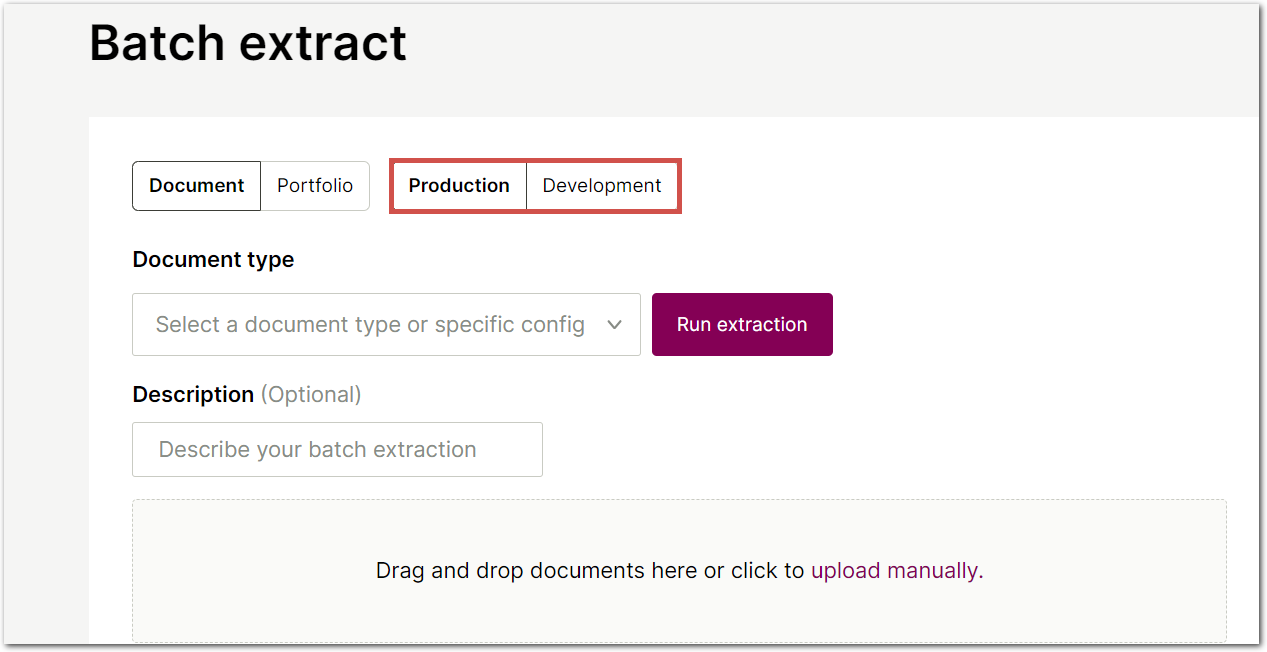 Batch extract
Document Portfolio Production Development
Document type
Select a document type or specific config Run extraction
Description (Optional)
Describe your batch extraction
Drag and drop documents here or click to upload manually.